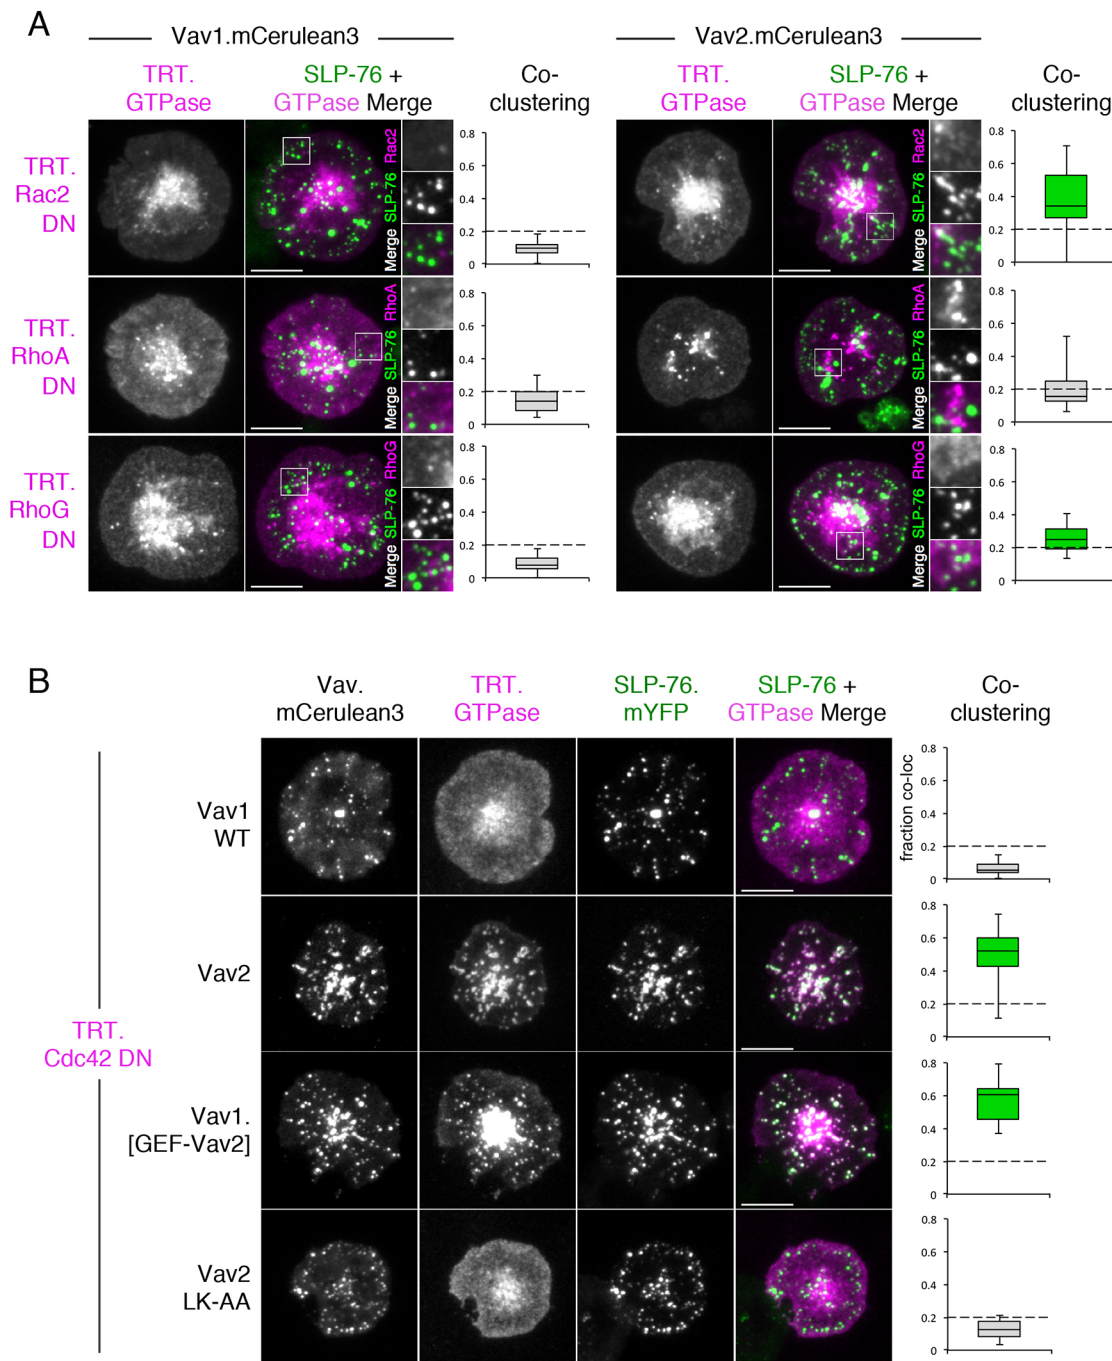 A
Vav1.mCerulean3
Vav2.mCerulean3
TRT.
GTPase
SLP-76 +
GTPase Merge
Co-
clustering
TRT.
GTPase
SLP-76 +
GTPase Merge
Co-
clustering
TRT.
Rac2
DN
Merge SLP-76 Rac2
0.8
0.6
0.4
0.2
0
Merge SLP-76 Rac2
0.8
0.6
0.4
0.2
0
TRT.
RhoA
DN
Merge SLP-76 RhoA
0.8
0.6
0.4
0.2
0
Merge SLP-76 RhoA
0.8
0.6
0.4
0.2
0
TRT.
RhoG
DN
Merge SLP-76 RhoG
0.8
0.6
0.4
0.2
0
Merge SLP-76 RhoG
0.8
0.6
0.4
0.2
0
B
Vav.
mCerulean3
TRT.
GTPase
SLP-76.
mYFP
SLP-76 +
GTPase Merge
Co-
clustering
TRT.
Cdc42 DN
Vav1
WT
fraction co-loc
0.8
0.6
0.4
0.2
0
Vav2
0.8
0.6
0.4
0.2
0
Vav1.
[GEF-Vav2]
0.8
0.6
0.4
0.2
0
Vav2
LK-AA
0.8
0.6
0.4
0.2
0